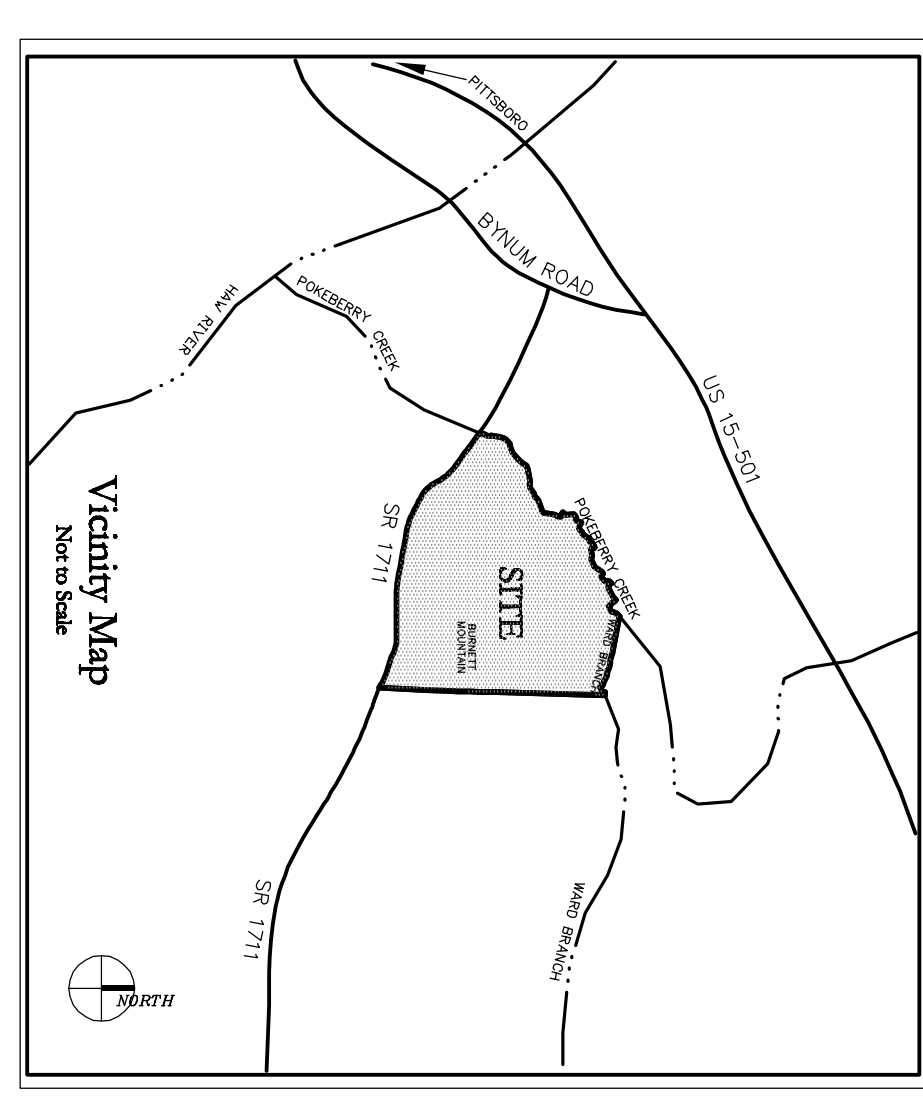 PITTSBORO
BYNUM ROAD
US 15-501
HAW RIVER
POKEBERRY CREEK
SR 1711
POKEBERRY CREEK
SITE
WARD BRANCH
BURNETT
MOUNTAIN
Vicinity Map
Not to Scale
SR 1711
WARD BRANCH
NORTH